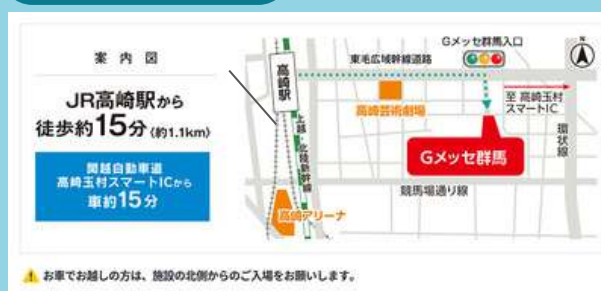 案内図
JR高崎駅から
徒歩約15分(約1.1km)
関越自動車道
高崎玉村スマートICから
車約15分
Gメッセ群馬入口
N
東毛広域幹線道路
高崎駅
高崎芸術劇場
至 高崎玉村
スマートIC
環状線
上越・北陸新幹線
Gメッセ群馬
競馬場通り線
高崎アリーナ
お車でお越しの方は、施設の北側からのご入場をお願いします。